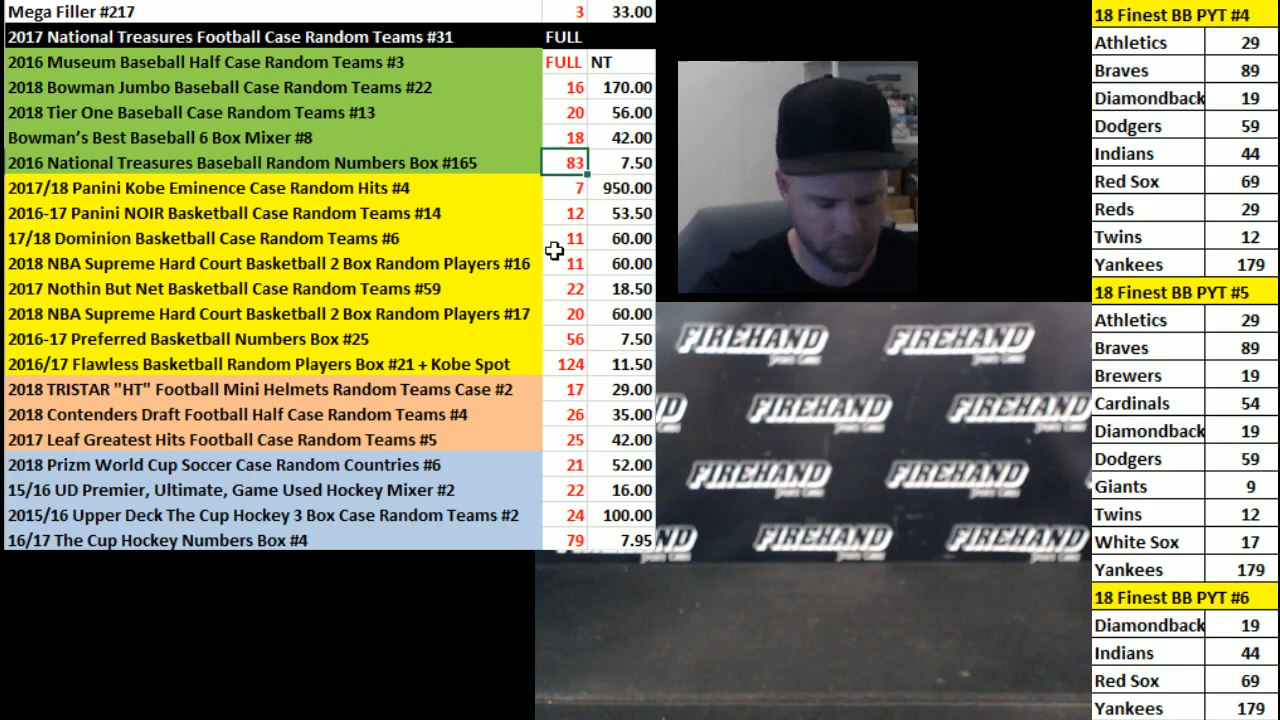 Mega Filler #217 3 33.00
2017 National Treasures Football Case Random Teams #31 FULL
2016 Museum Baseball Half Case Random Teams #3 FULL NT
2018 Bowman Jumbo Baseball Case Random Teams #22 16 170.00
2018 Tier One Baseball Case Random Teams #13 20 56.00
Bowman's Best Baseball 6 Box Mixer #8 18 42.00
2016 National Treasures Baseball Random Numbers Box #165 83 7.50
2017/18 Panini Kobe Eminence Case Random Hits #4 7 950.00
2016-17 Panini NOIR Basketball Case Random Teams #14 12 53.50
17/18 Dominion Basketball Case Random Teams #6 11 60.00
2018 NBA Supreme Hard Court Basketball 2 Box Random Players #16 11 60.00
2017 Nothin But Net Basketball Case Random Teams #59 22 18.50
2018 NBA Supreme Hard Court Basketball 2 Box Random Players #17 20 60.00
2016-17 Preferred Basketball Numbers Box #25 56 7.50
2016/17 Flawless Basketball Random Players Box #21 + Kobe Spot 124 11.50
2018 TRISTAR "HT" Football Mini Helmets Random Teams Case #2 17 29.00
2018 Contenders Draft Football Half Case Random Teams #4 26 35.00
2017 Leaf Greatest Hits Football Case Random Teams #5 25 42.00
2018 Prizm World Cup Soccer Case Random Countries #6 21 52.00
15/16 UD Premier, Ultimate, Game Used Hockey Mixer #2 22 16.00
2015/16 Upper Deck The Cup Hockey 3 Box Case Random Teams #2 24 100.00
16/17 The Cup Hockey Numbers Box #4 79 7.95
FIREHAND FIREHAND
FIREHAND FIREHAND
FIREHAND FIREHAND
FIREHAND FIREHAND
18 Finest BB PYT #4
Athletics 29
Braves 89
Diamondback 19
Dodgers 59
Indians 44
Red Sox 69
Reds 29
Twins 12
Yankees 179
18 Finest BB PYT #5
Athletics 29
Braves 89
Brewers 19
Cardinals 54
Diamondback 19
Dodgers 59
Giants 9
Twins 12
White Sox 17
Yankees 179
18 Finest BB PYT #6
Diamondback 19
Indians 44
Red Sox 69
Yankees 179